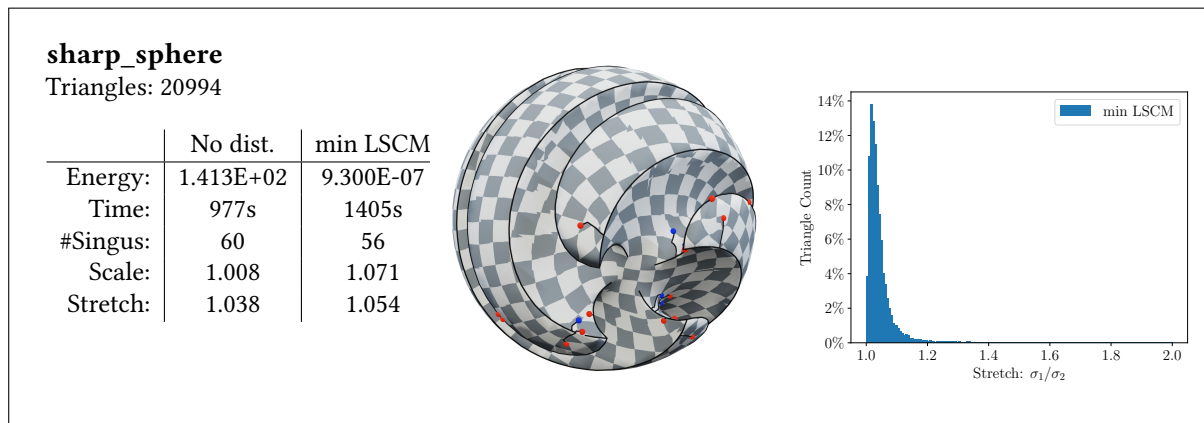 sharp_sphere
Triangles: 20994
No dist. min LSCM
Energy: 1.413E+02 9.300E-07
Time: 977s 1405s
#Singus: 60 56
Scale: 1.008 1.071
Stretch: 1.038 1.054
14%
12%
10%
8%
6%
4%
2%
0%
Triangle Count
min LSCM
1.0 1.2 1.4 1.6 1.8 2.0
Stretch: σ1/σ2